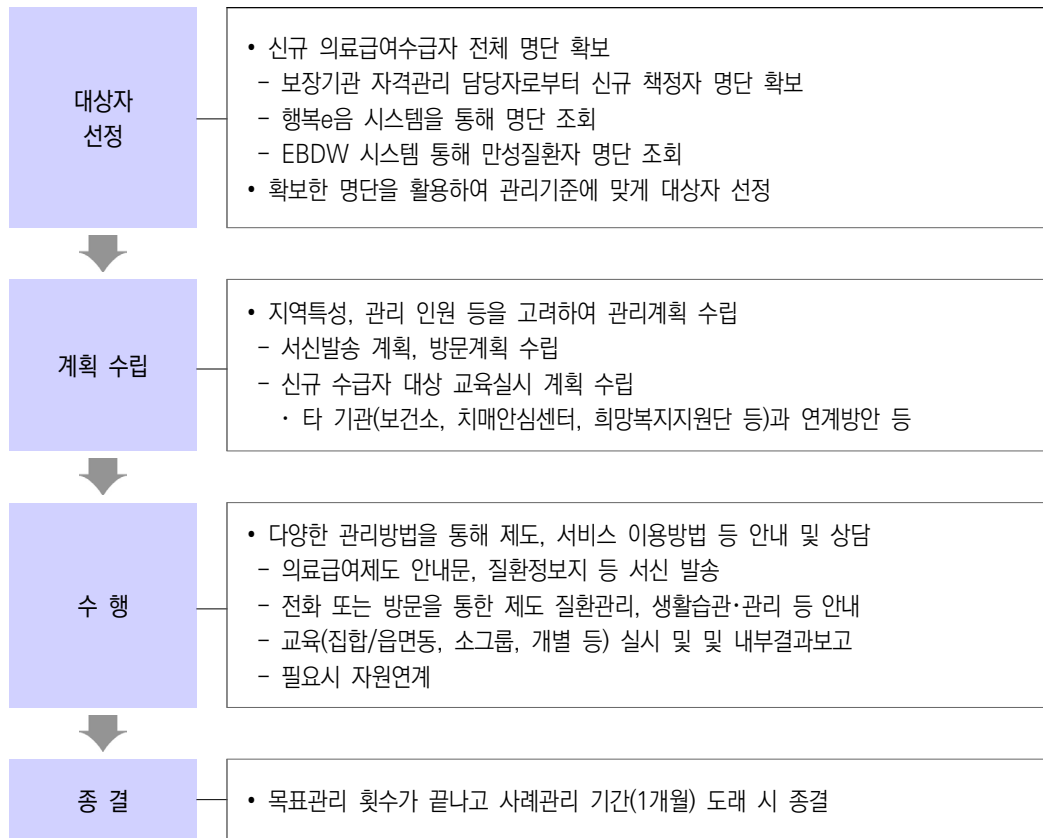 대상자
선정
• 신규 의료급여수급자 전체 명단 확보
- 보장기관 자격관리 담당자로부터 신규 책정자 명단 확보
- 행복e음 시스템을 통해 명단 조회
- EBDW 시스템 통해 만성질환자 명단 조회
• 확보한 명단을 활용하여 관리기준에 맞게 대상자 선정
계획 수립
• 지역특성, 관리 인원 등을 고려하여 관리계획 수립
- 서신발송 계획, 방문계획 수립
- 신규 수급자 대상 교육실시 계획 수립
· 타 기관(보건소, 치매안심센터, 희망복지지원단 등)과 연계방안 등
수 행
• 다양한 관리방법을 통해 제도, 서비스 이용방법 등 안내 및 상담
- 의료급여제도 안내문, 질환정보지 등 서신 발송
- 전화 또는 방문을 통한 제도 질환관리, 생활습관·관리 등 안내
- 교육(집합/읍면동, 소그룹, 개별 등) 실시 및 및 내부결과보고
- 필요시 자원연계
종 결
• 목표관리 횟수가 끝나고 사례관리 기간(1개월) 도래 시 종결